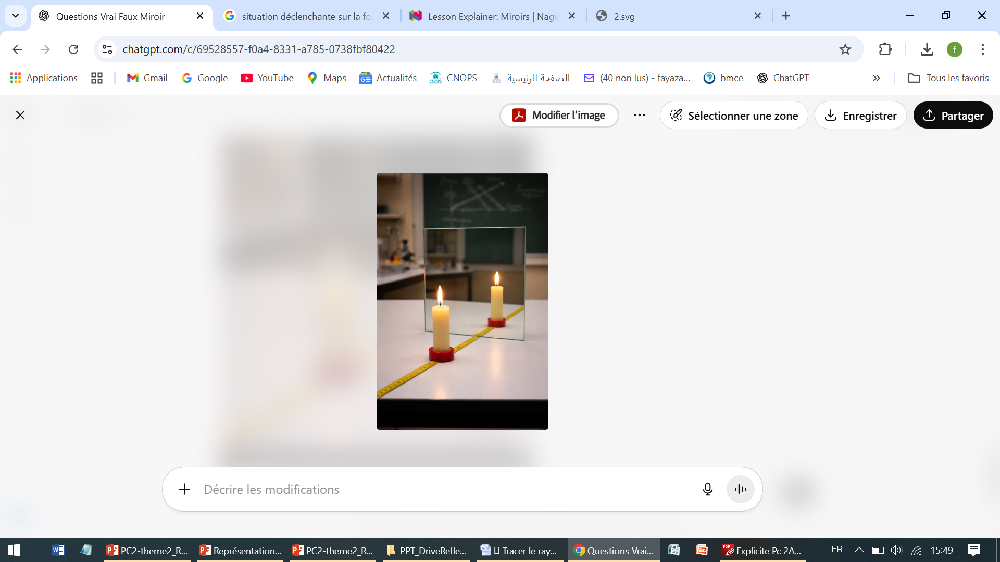 Questions Vrai Faux Miroir
situation déclenchante sur la fo
Lesson Explainer: Miroirs | Nagw
2.svg
chatgpt.com/c/69528557-f0a4-8331-a785-0738fbf80422
f
Applications
Gmail
Google
YouTube
Maps
Actualités
CNOPS
CNOPS
الصفحة الرئيسية
(40 non lus) - fayaza...
bmce
ChatGPT
Tous les favoris
Modifier l'image
Sélectionner une zone
Enregistrer
Partager
Décrire les modifications
PC2-theme2_R...
Représentation...
PC2-theme2_R...
PPT_DriveRefle...
Tracer le ray...
Questions Vrai...
PDF
Explicite Pc 2A...
FR
15:49